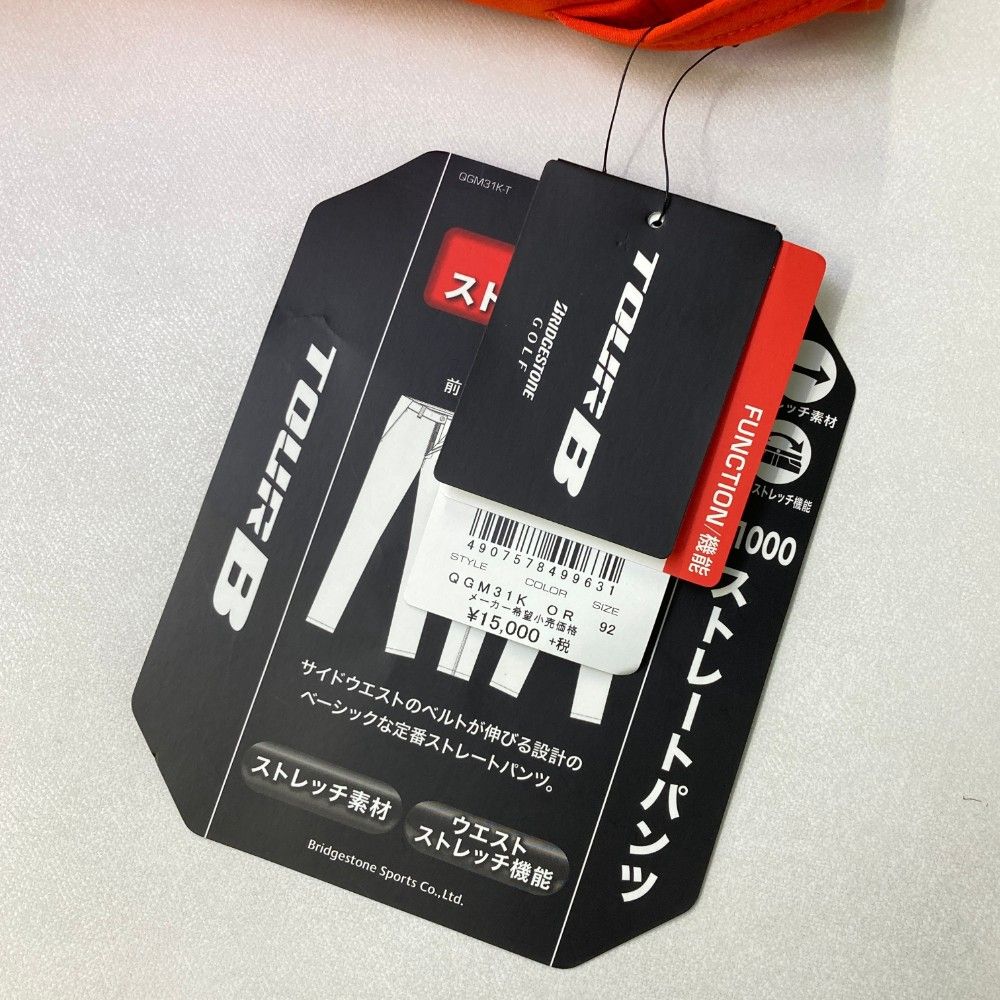 QGM31K-T
スト
前
TOUR B
TOUR B
BRIDGESTONE
GOLF
FUNCTION/機能
レッチ素材
ストレッチ機能
1000
ストレートパンツ
4907578499631
STYLE COLOR SIZE
QGM31K OR 92
メーカー希望小売価格
¥15,000 +税
サイドウエストのベルトが伸びる設計の
ベーシックな定番ストレートパンツ。
ストレッチ素材
ウエスト
ストレッチ機能
Bridgestone Sports Co.,Ltd.